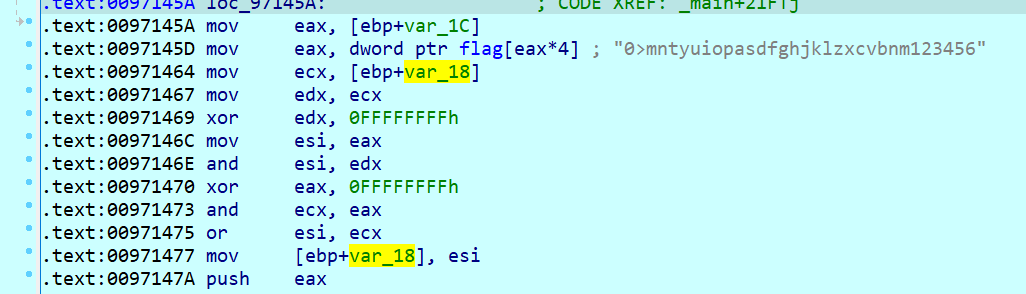 .text:0097145A loc_97145A: ; CODE XREF: _main+21F↑j
.text:0097145A mov eax, [ebp+var_1C]
.text:0097145D mov eax, dword ptr flag[eax*4] ; "0>mntyuiopasdfghjklzxcvbnm123456"
.text:00971464 mov ecx, [ebp+var_18]
.text:00971467 mov edx, ecx
.text:00971469 xor edx, 0FFFFFFFFh
.text:0097146C mov esi, eax
.text:0097146E and esi, edx
.text:00971470 xor eax, 0FFFFFFFFh
.text:00971473 and ecx, eax
.text:00971475 or esi, ecx
.text:00971477 mov [ebp+var_18], esi
.text:0097147A push eax